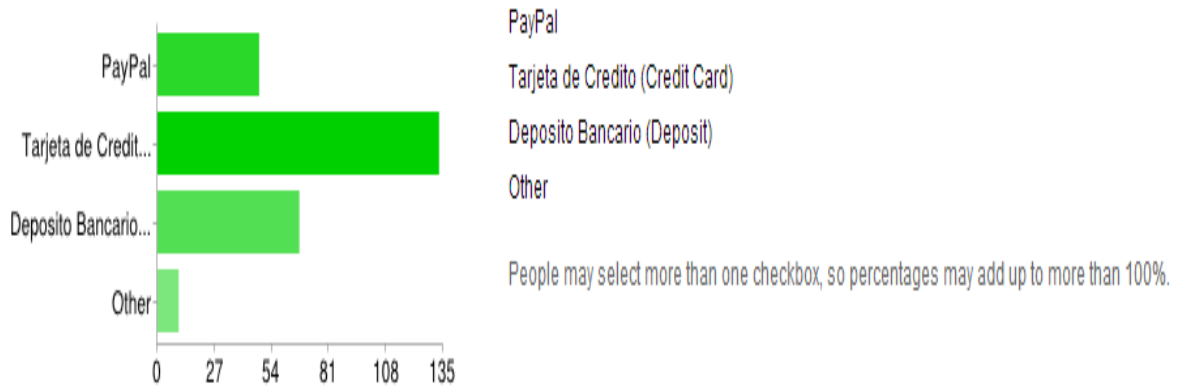 PayPal
Tarjeta de Credit...
Deposito Bancario...
Other
0 27 54 81 108 135
PayPal
Tarjeta de Credito (Credit Card)
Deposito Bancario (Deposit)
Other
People may select more than one checkbox, so percentages may add up to more than 100%.